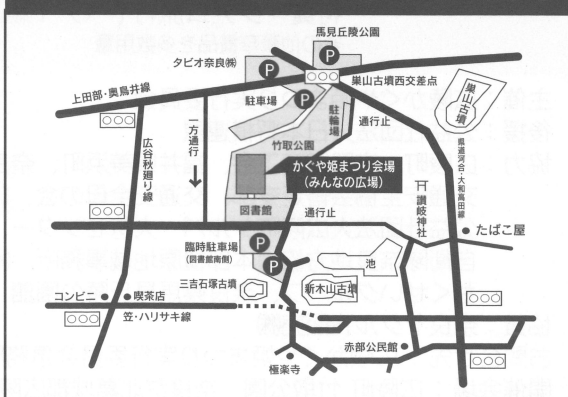 馬見丘陵公園
タピオ奈良㈱
P
P
P
巣山古墳西交差点
上田部・奥鳥井線
駐車場
駐輪場
通行止
巣山古墳
広谷秋廻り線
一方通行
竹取公園
かぐや姫まつり会場
(みんなの広場)
県道河合・大和高田線
図書館
讃岐神社
通行止
たばこ屋
臨時駐車場
(図書館南側)
P
P
池
三吉石塚古墳
新木山古墳
コンビニ
喫茶店
笠・ハリサキ線
赤部公民館
極楽寺